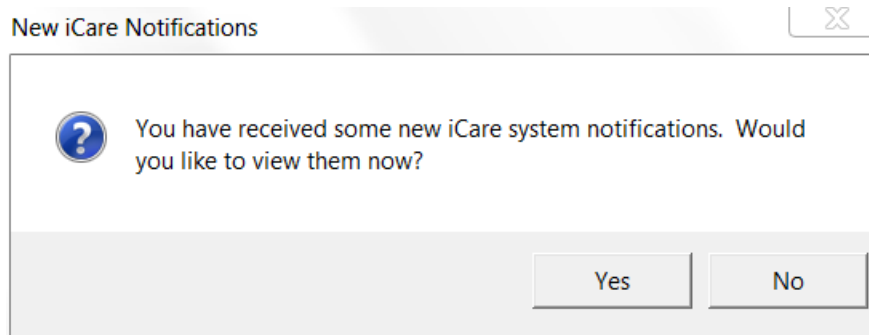 New iCare Notifications
You have received some new iCare system notifications.  Would
you like to view them now?
Yes
No